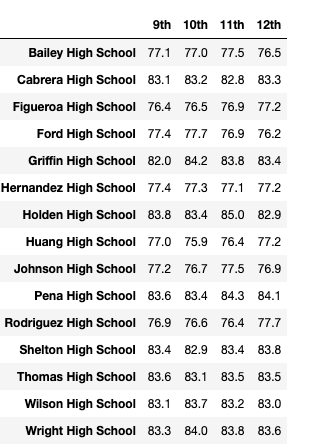 9th 10th 11th 12th
Bailey High School 77.1 77.0 77.5 76.5
Cabrera High School 83.1 83.2 82.8 83.3
Figueroa High School 76.4 76.5 76.9 77.2
Ford High School 77.4 77.7 76.9 76.2
Griffin High School 82.0 84.2 83.8 83.4
Hernandez High School 77.4 77.3 77.1 77.2
Holden High School 83.8 83.4 85.0 82.9
Huang High School 77.0 75.9 76.4 77.2
Johnson High School 77.2 76.7 77.5 76.9
Pena High School 83.6 83.4 84.3 84.1
Rodriguez High School 76.9 76.6 76.4 77.7
Shelton High School 83.4 82.9 83.4 83.8
Thomas High School 83.6 83.1 83.5 83.5
Wilson High School 83.1 83.7 83.2 83.0
Wright High School 83.3 84.0 83.8 83.6